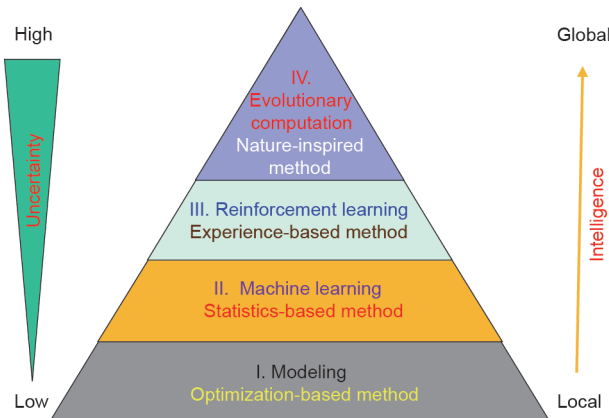 High
Global
IV.
Evolutionary
computation
Nature-inspired
method
Uncertainty
Intelligence
III. Reinforcement learning
Experience-based method
II. Machine learning
Statistics-based method
I. Modeling
Optimization-based method
Low
Local